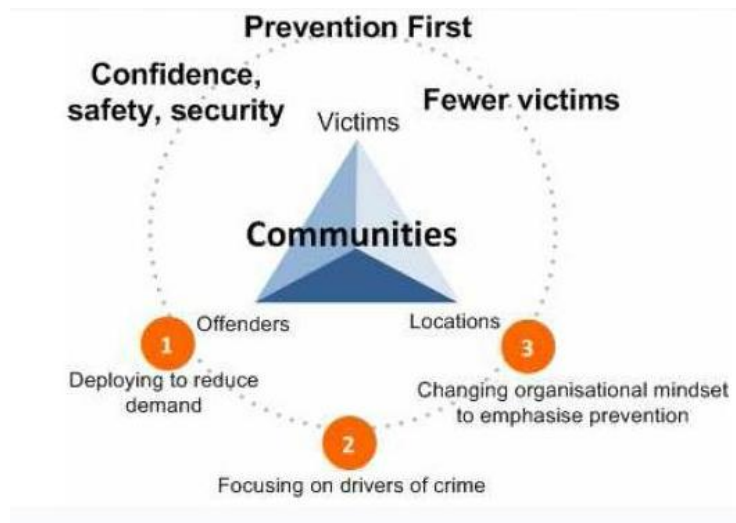 Prevention First
Confidence,
safety, security
Fewer victims
Victims
Communities
Offenders
Locations
1
Deploying to reduce
demand
2
Focusing on drivers of crime
3
Changing organisational mindset
to emphasise prevention